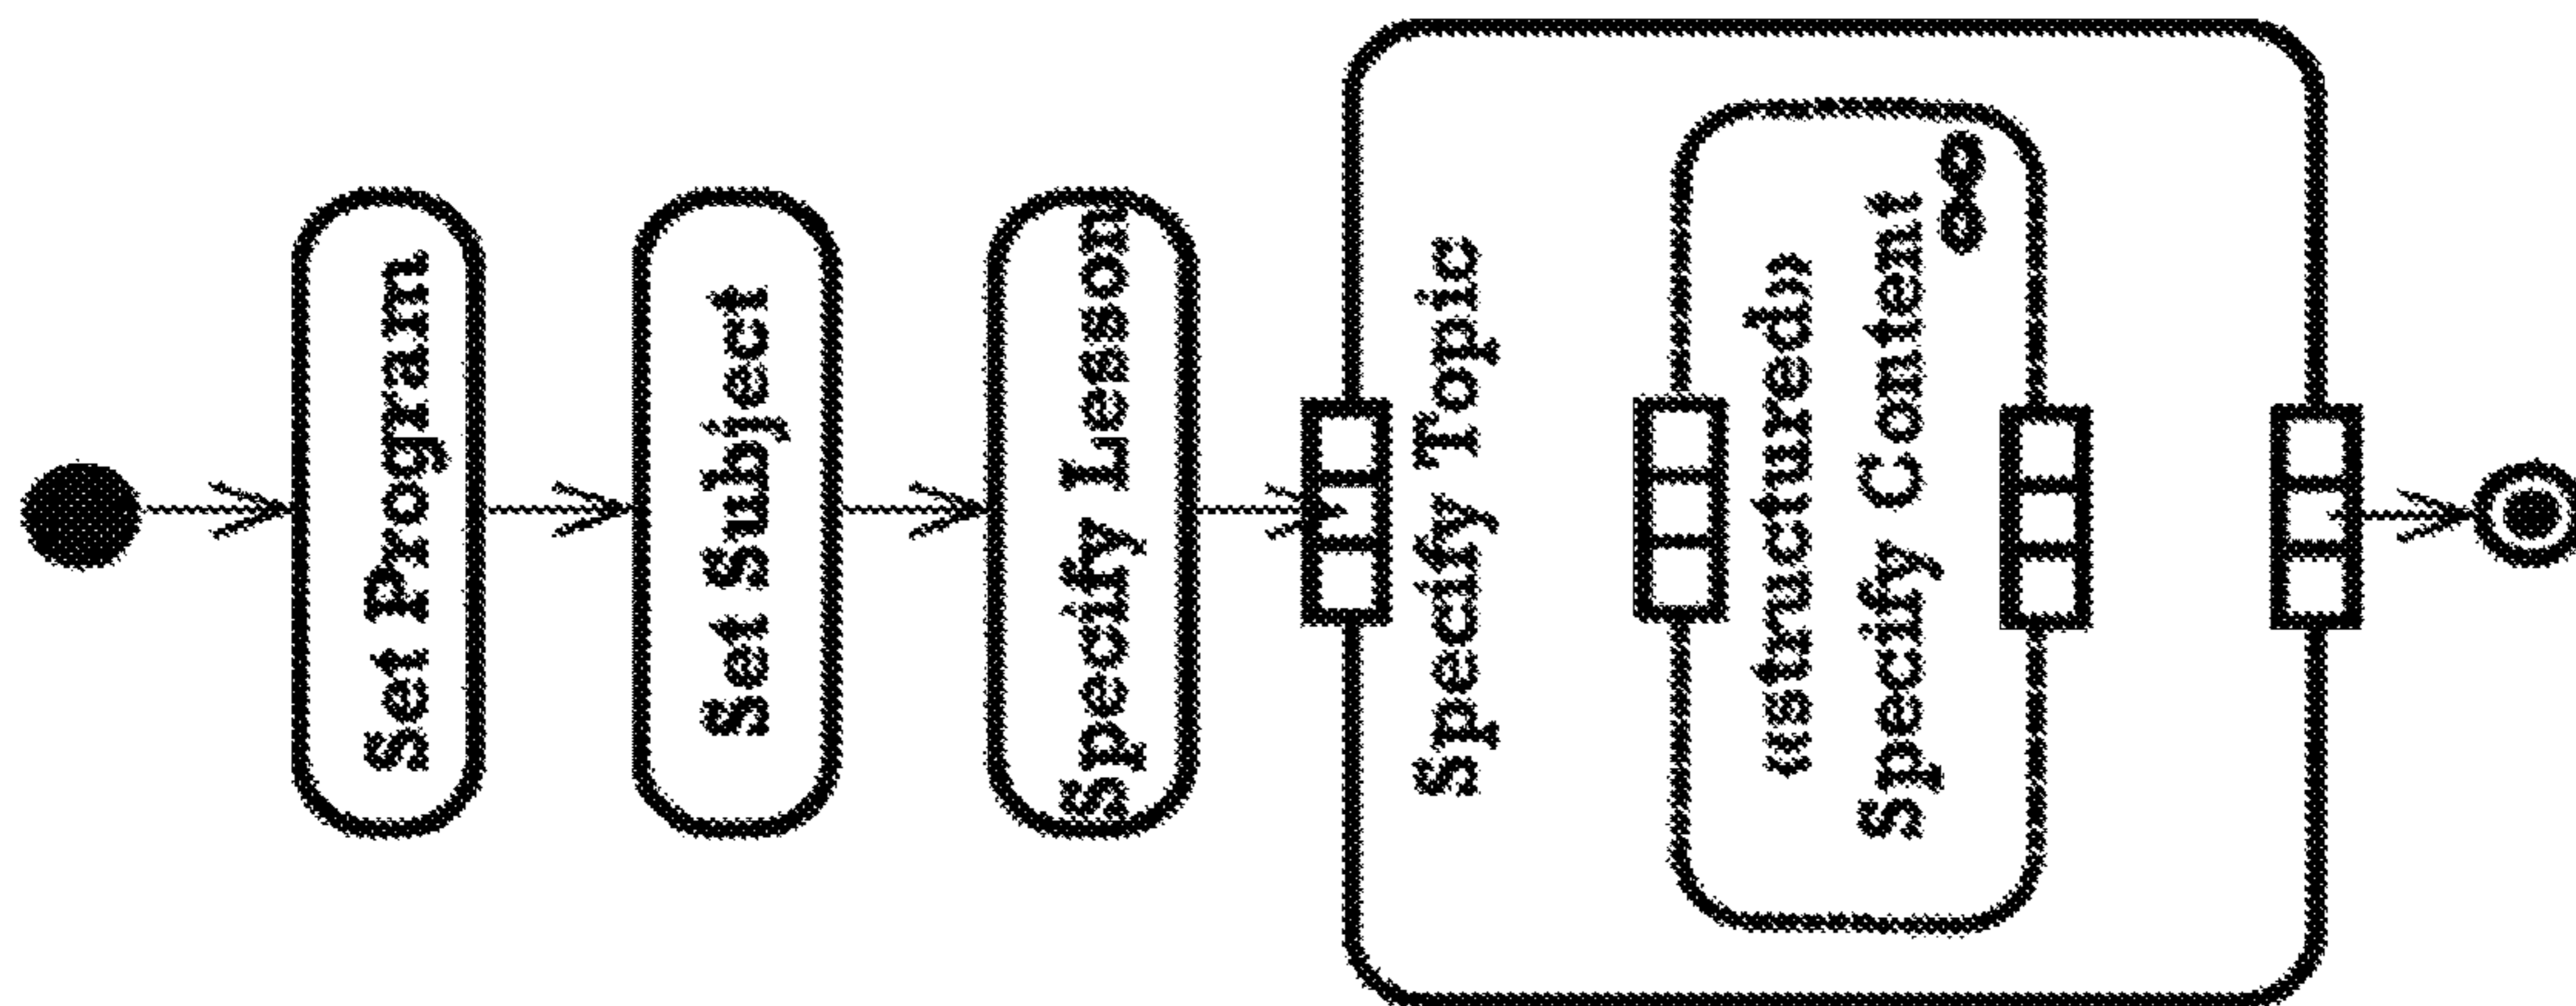 Set Program
Set Subject
Specify Lesson
Specify Topic
«structured»
Specify Content